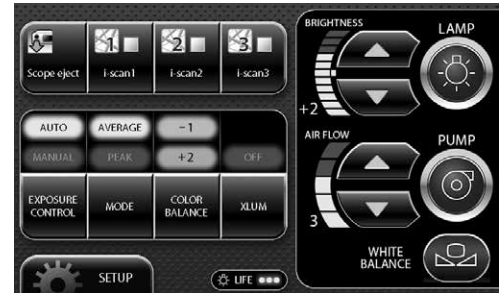 BRIGHTNESS
LAMP
1
2
3
Scope eject
i-scan1
i-scan2
i-scan3
+2
AUTO
AVERAGE
-1
AIR FLOW
PUMP
MANUAL
PEAK
+2
OFF
EXPOSURE CONTROL
MODE
COLOR BALANCE
XLUM
3
WHITE BALANCE
SETUP
LIFE